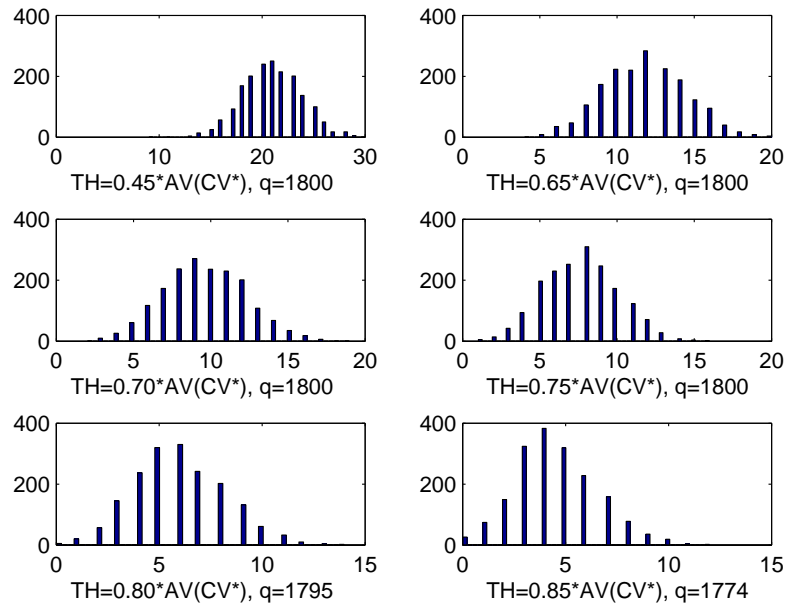 400
200
0
0 10 20 30
TH=0.45*AV(CV*), q=1800
400
200
0
0 5 10 15 20
TH=0.65*AV(CV*), q=1800
400
200
0
0 5 10 15 20
TH=0.70*AV(CV*), q=1800
400
200
0
0 5 10 15 20
TH=0.75*AV(CV*), q=1800
400
200
0
0 5 10 15
TH=0.80*AV(CV*), q=1795
400
200
0
0 5 10 15
TH=0.85*AV(CV*), q=1774